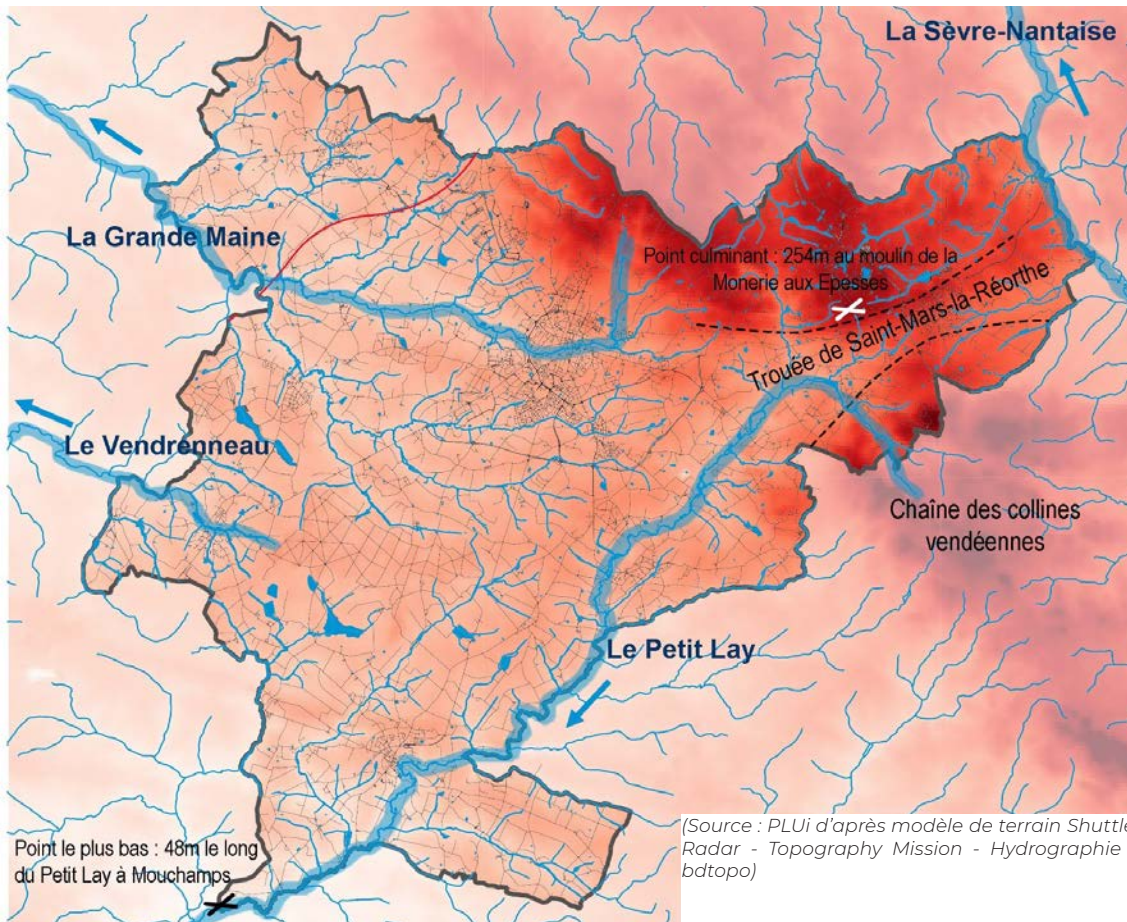 La Sèvre-Nantaise
La Grande Maine
Point culminant : 254m au moulin de la
Monerie aux Epesses
Trouée de Saint-Mars-la-Réorthe
Le Vendrenneau
Chaîne des collines
vendéennes
Le Petit Lay
Point le plus bas : 48m le long
du Petit Lay à Mouchamps
(Source : PLUi d'après modèle de terrain Shuttle
Radar - Topography Mission - Hydrographie
bdtopo)